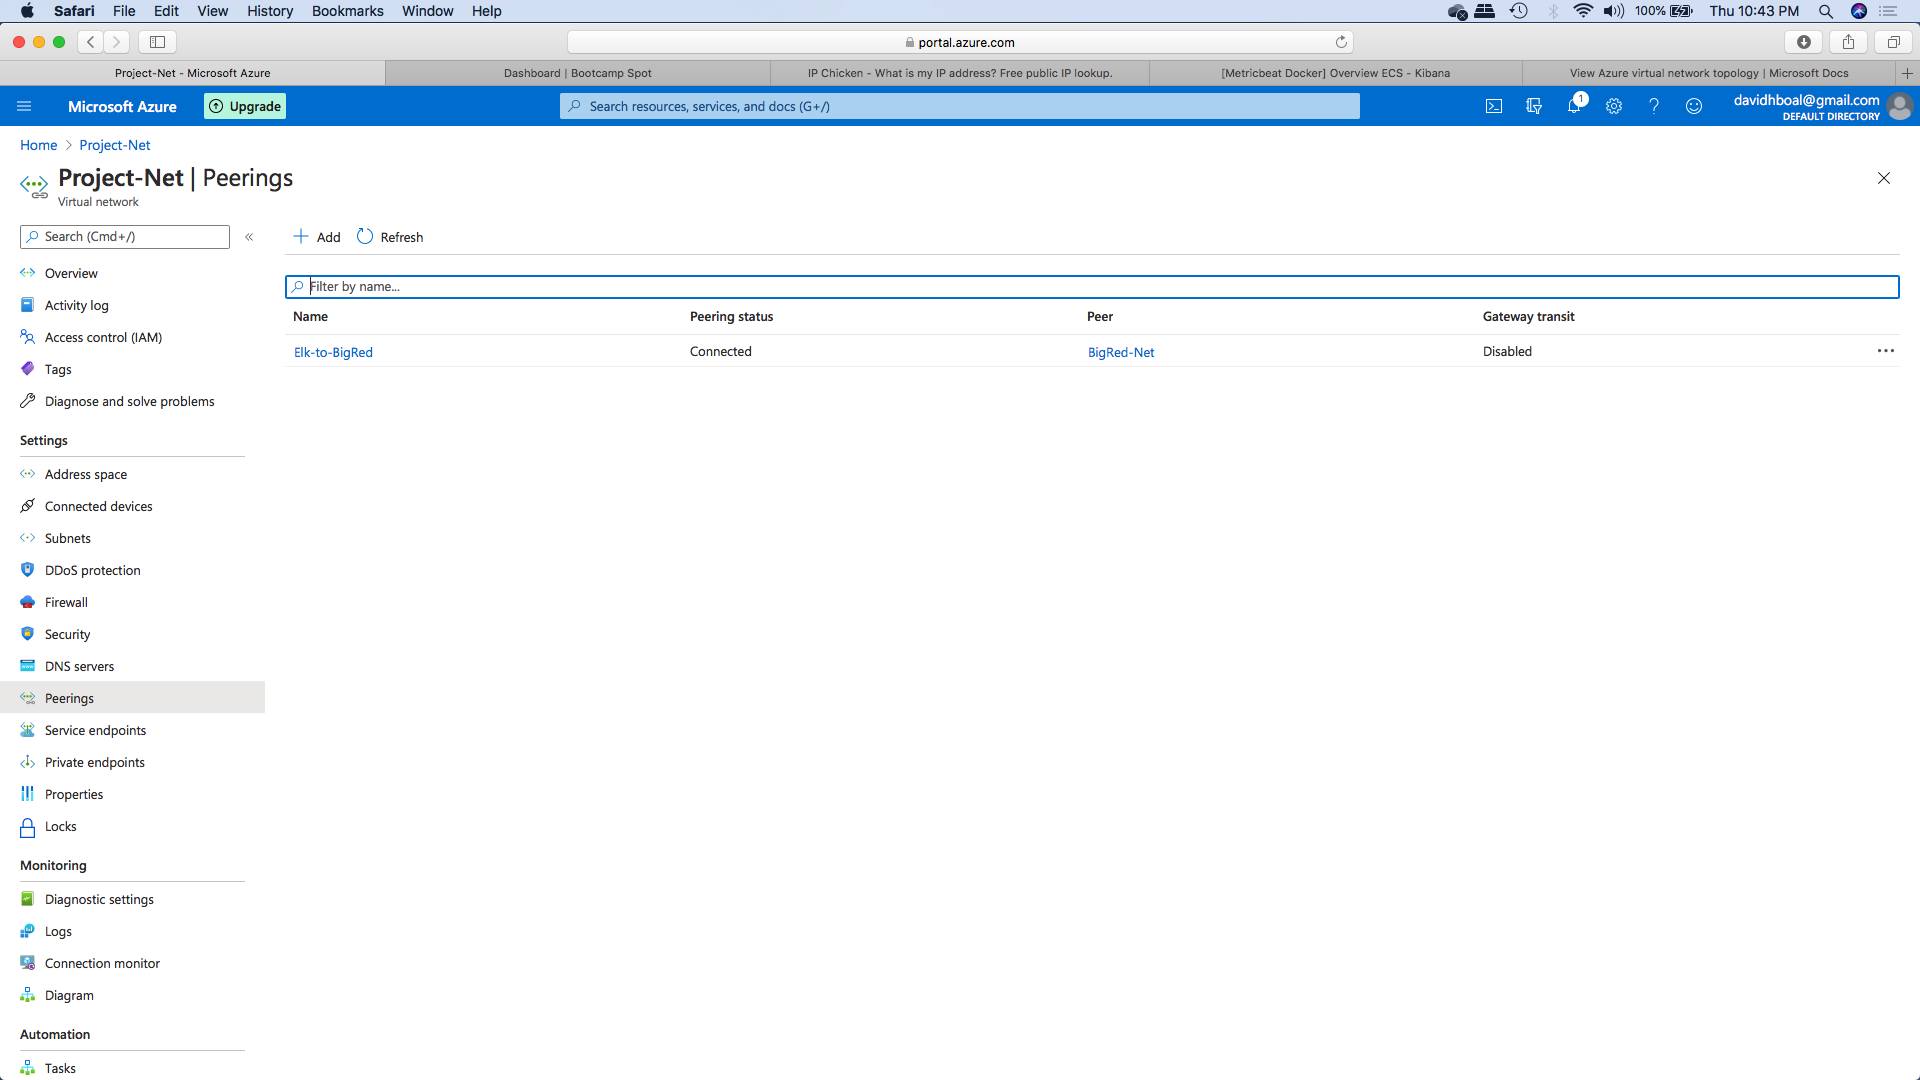 Safari File Edit View History Bookmarks Window Help 100% Thu 10:43 PM
portal.azure.com
Project-Net - Microsoft Azure Dashboard | Bootcamp Spot IP Chicken - What is my IP address? Free public IP lookup. [Metricbeat Docker] Overview ECS - Kibana View Azure virtual network topology | Microsoft Docs
Microsoft Azure Upgrade Search resources, services, and docs (G+/) 1 davidhboal@gmail.com
DEFAULT DIRECTORY
Home > Project-Net
Project-Net | Peerings
Virtual network
Search (Cmd+/) « Add Refresh
Filter by name...
Name Peering status Peer Gateway transit
Elk-to-BigRed Connected BigRed-Net Disabled ...
Overview
Activity log
Access control (IAM)
Tags
Diagnose and solve problems
Settings
Address space
Connected devices
Subnets
DDoS protection
Firewall
Security
DNS servers
Peerings
Service endpoints
Private endpoints
Properties
Locks
Monitoring
Diagnostic settings
Logs
Connection monitor
Diagram
Automation
Tasks